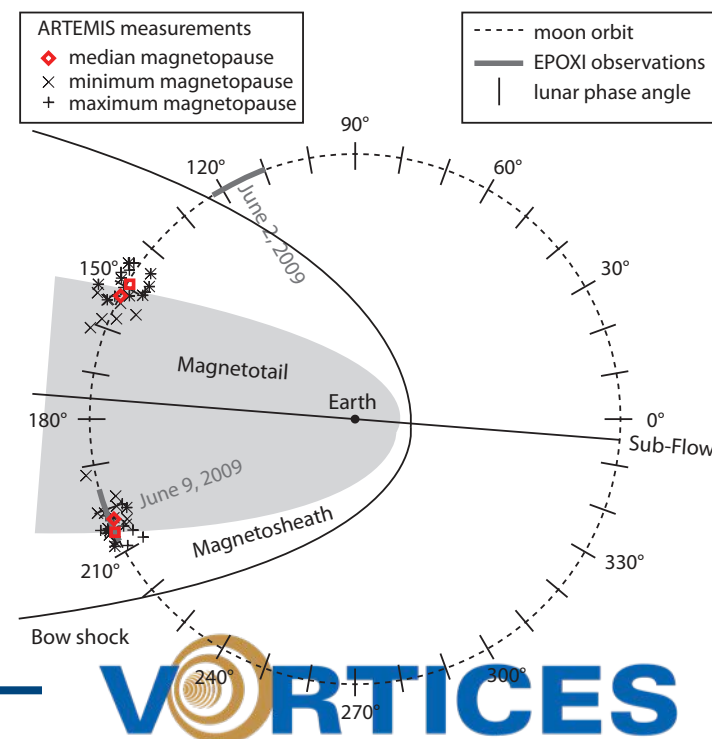 ARTEMIS measurements
median magnetopause
minimum magnetopause
maximum magnetopause
moon orbit
EPOXI observations
lunar phase angle
90°
120°
60°
June 2, 2009
150°
30°
Magnetotail
Earth
180°
0°
Sub-Flow
June 9, 2009
Magnetosheath
210°
330°
Bow shock
240°
300°
270°
VORTICES